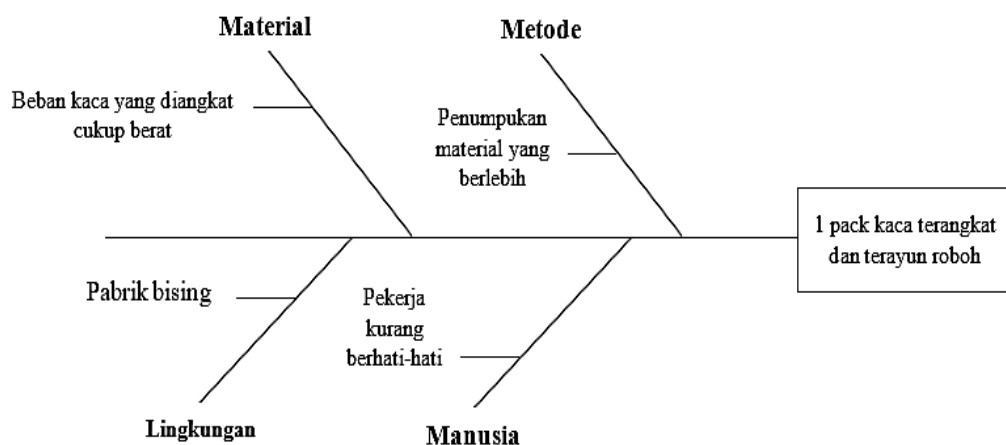 Material
Metode
Beban kaca yang diangkat
cukup berat
Penumpukan
material yang
berlebih
1 pack kaca terangkat
dan terayun roboh
Pabrik bising
Pekerja
kurang
berhati-hati
Lingkungan
Manusia